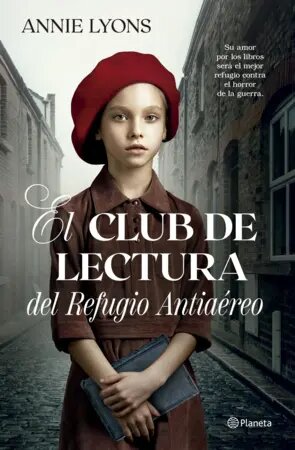 ANNIE LYONS
Su amor
por los libros
será el mejor
refugio contra
el horror
de la guerra.
El CLUB DE
LECTURA
del Refugio Antiaéreo
Planeta